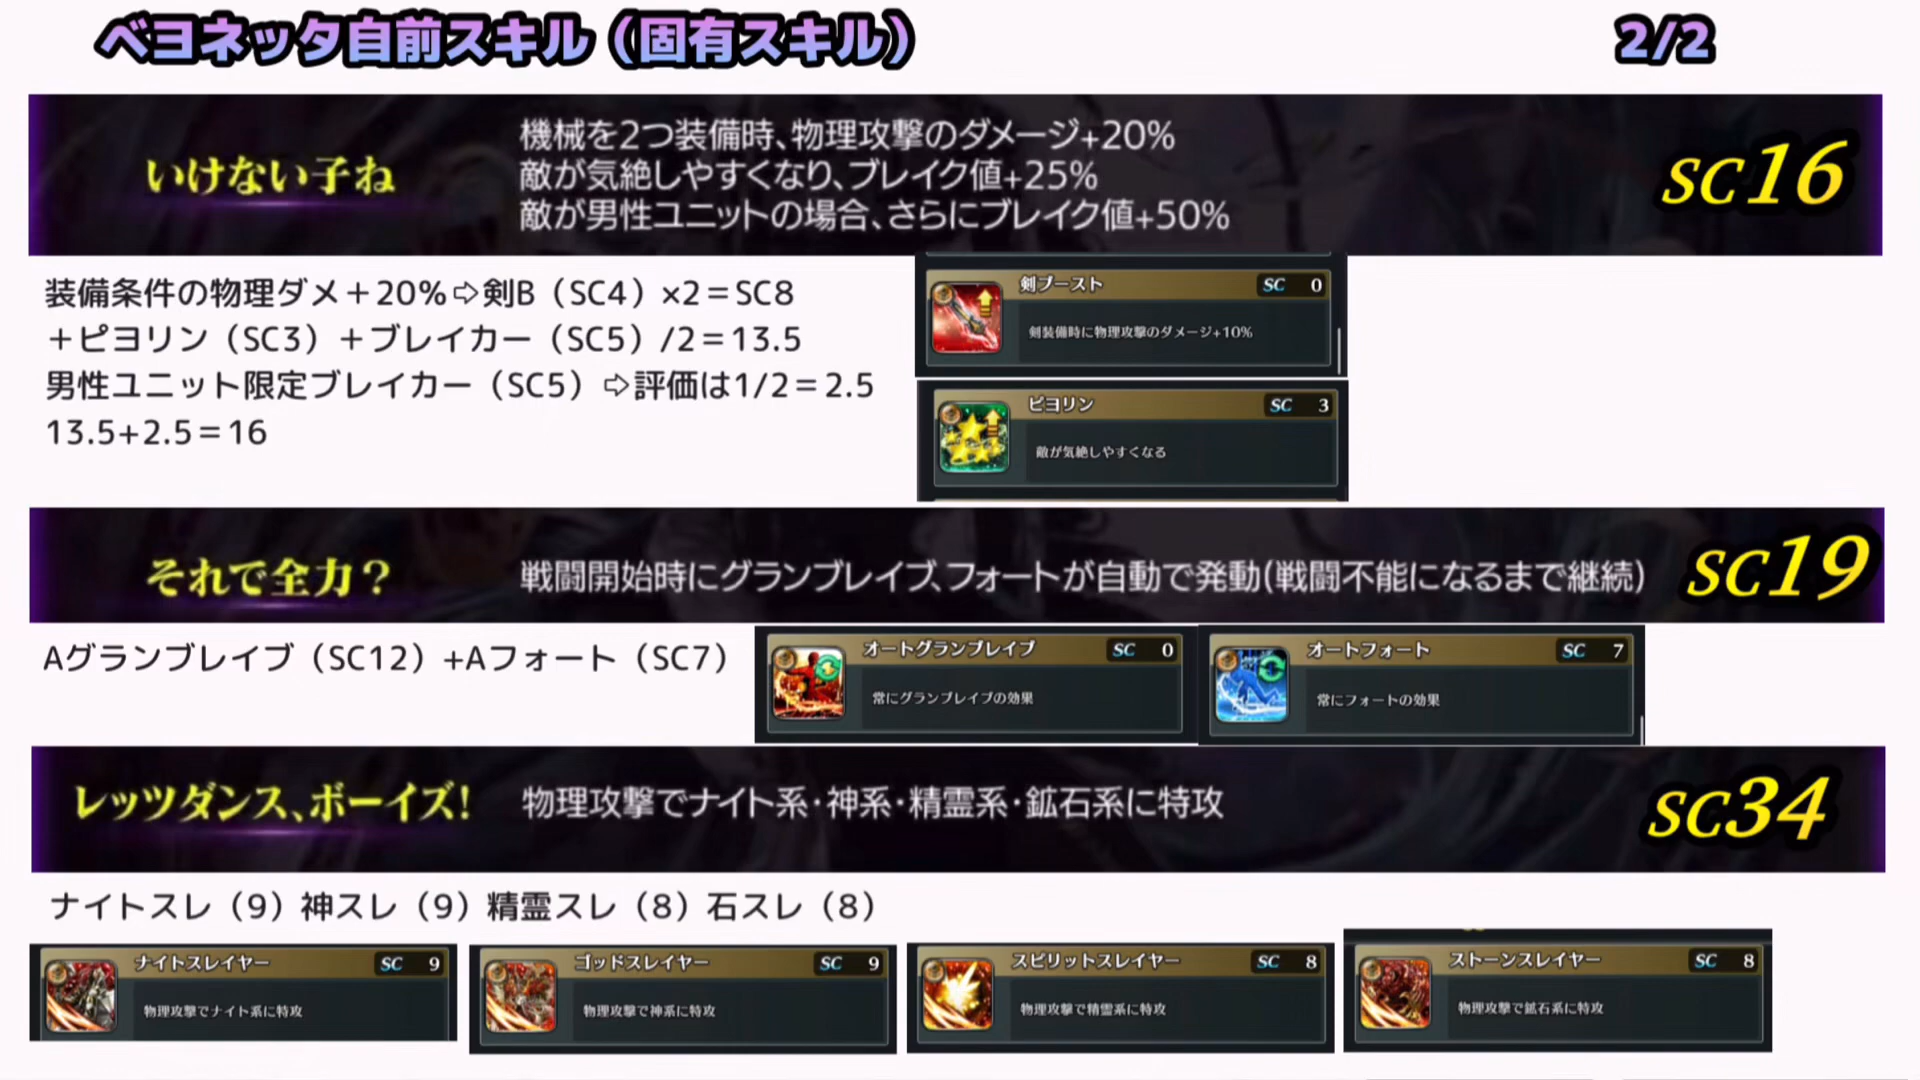 ベヨネッタ自前スキル（固有スキル）
2/2
いけない子ね
機械を2つ装備時、物理攻撃のダメージ+20%
敵が気絶しやすくなり、ブレイク値+25%
敵が男性ユニットの場合、さらにブレイク値+50%
SC16
装備条件の物理ダメ＋20%⇨剣B（SC4）×2＝SC8
＋ピヨリン（SC3）＋ブレイカー（SC5）/2＝13.5
男性ユニット限定ブレイカー（SC5）⇨評価は1/2＝2.5
13.5+2.5＝16
剣ブースト SC 0
剣装備時に物理攻撃のダメージ+10%
ピヨリン SC 3
敵が気絶しやすくなる
それで全力？
戦闘開始時にグランブレイブ、フォートが自動で発動(戦闘不能になるまで継続)
SC19
Aグランブレイブ（SC12）+Aフォート（SC7）
オートグランブレイブ SC 0
常にグランブレイブの効果
オートフォート SC 7
常にフォートの効果
レッツダンス、ボーイズ！
物理攻撃でナイト系・神系・精霊系・鉱石系に特攻
SC34
ナイトスレ（9）神スレ（9）精霊スレ（8）石スレ（8）
ナイトスレイヤー SC 9
物理攻撃でナイト系に特攻
ゴッドスレイヤー SC 9
物理攻撃で神系に特攻
スピリットスレイヤー SC 8
物理攻撃で精霊系に特攻
ストーンスレイヤー SC 8
物理攻撃で鉱石系に特攻